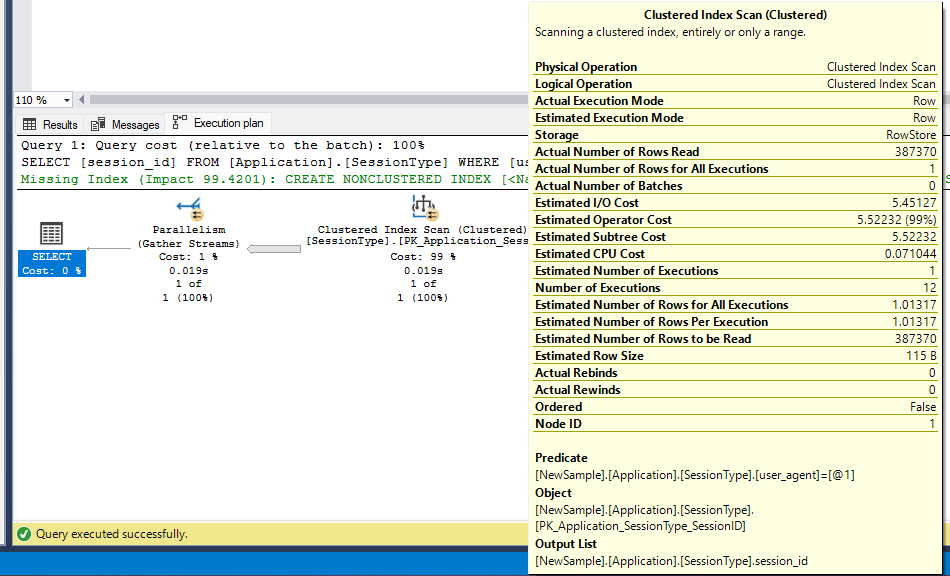 110 %
Results Messages Execution plan
Query 1: Query cost (relative to the batch): 100%
SELECT [session_id] FROM [Application].[SessionType] WHERE [us
Missing Index (Impact 99.4201): CREATE NONCLUSTERED INDEX [<Na
SELECT
Cost: 0 %
Parallelism
(Gather Streams)
Cost: 1 %
0.019s
1 of
1 (100%)
Clustered Index Scan (Clustered)
[SessionType].[PK_Application_Sess
Cost: 99 %
0.019s
1 of
1 (100%)
Query executed successfully.
Clustered Index Scan (Clustered)
Scanning a clustered index, entirely or only a range.
Physical Operation Clustered Index Scan
Logical Operation Clustered Index Scan
Actual Execution Mode Row
Estimated Execution Mode Row
Storage RowStore
Actual Number of Rows Read 387370
Actual Number of Rows for All Executions 1
Actual Number of Batches 0
Estimated I/O Cost 5.45127
Estimated Operator Cost 5.52232 (99%)
Estimated Subtree Cost 5.52232
Estimated CPU Cost 0.071044
Estimated Number of Executions 1
Number of Executions 12
Estimated Number of Rows for All Executions 1.01317
Estimated Number of Rows Per Execution 1.01317
Estimated Number of Rows to be Read 387370
Estimated Row Size 115 B
Actual Rebinds 0
Actual Rewinds 0
Ordered False
Node ID 1
Predicate
[NewSample].[Application].[SessionType].[user_agent]=[@1]
Object
[NewSample].[Application].[SessionType].
[PK_Application_SessionType_SessionID]
Output List
[NewSample].[Application].[SessionType].session_id